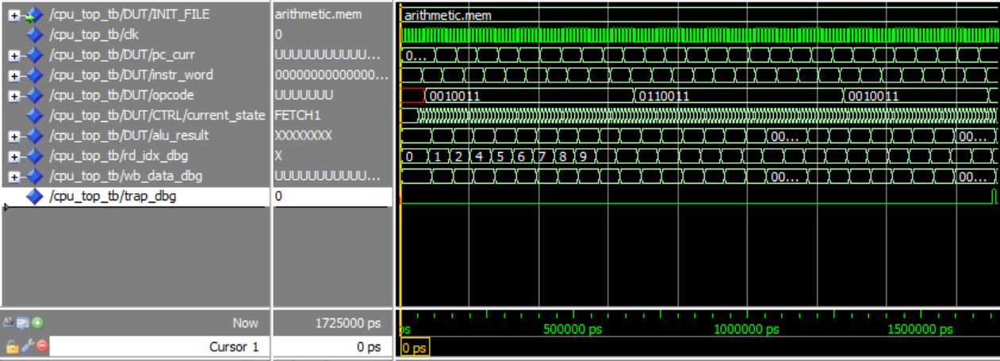 /cpu_top_tb/DUT/INIT_FILE arithmetic.mem arithmetic.mem
/cpu_top_tb/clk 0
/cpu_top_tb/DUT/pc_curr UUUUUUUUUUU... 0...
/cpu_top_tb/DUT/instr_word 00000000000000...
/cpu_top_tb/DUT/opcode UUUUUUU 0010011 0110011 0010011
/cpu_top_tb/DUT/CTRL/current_state FETCH1
/cpu_top_tb/DUT/alu_result XXXXXXXX 00... 00...
/cpu_top_tb/rd_idx_dbg X 0 1 2 4 5 6 7 8 9
/cpu_top_tb/wb_data_dbg UUUUUUUUUUU... 00... 00...
/cpu_top_tb/trap_dbg 0
Now 1725000 ps ps 500000 ps 1000000 ps 1500000 ps
Cursor 1 0 ps 0 ps